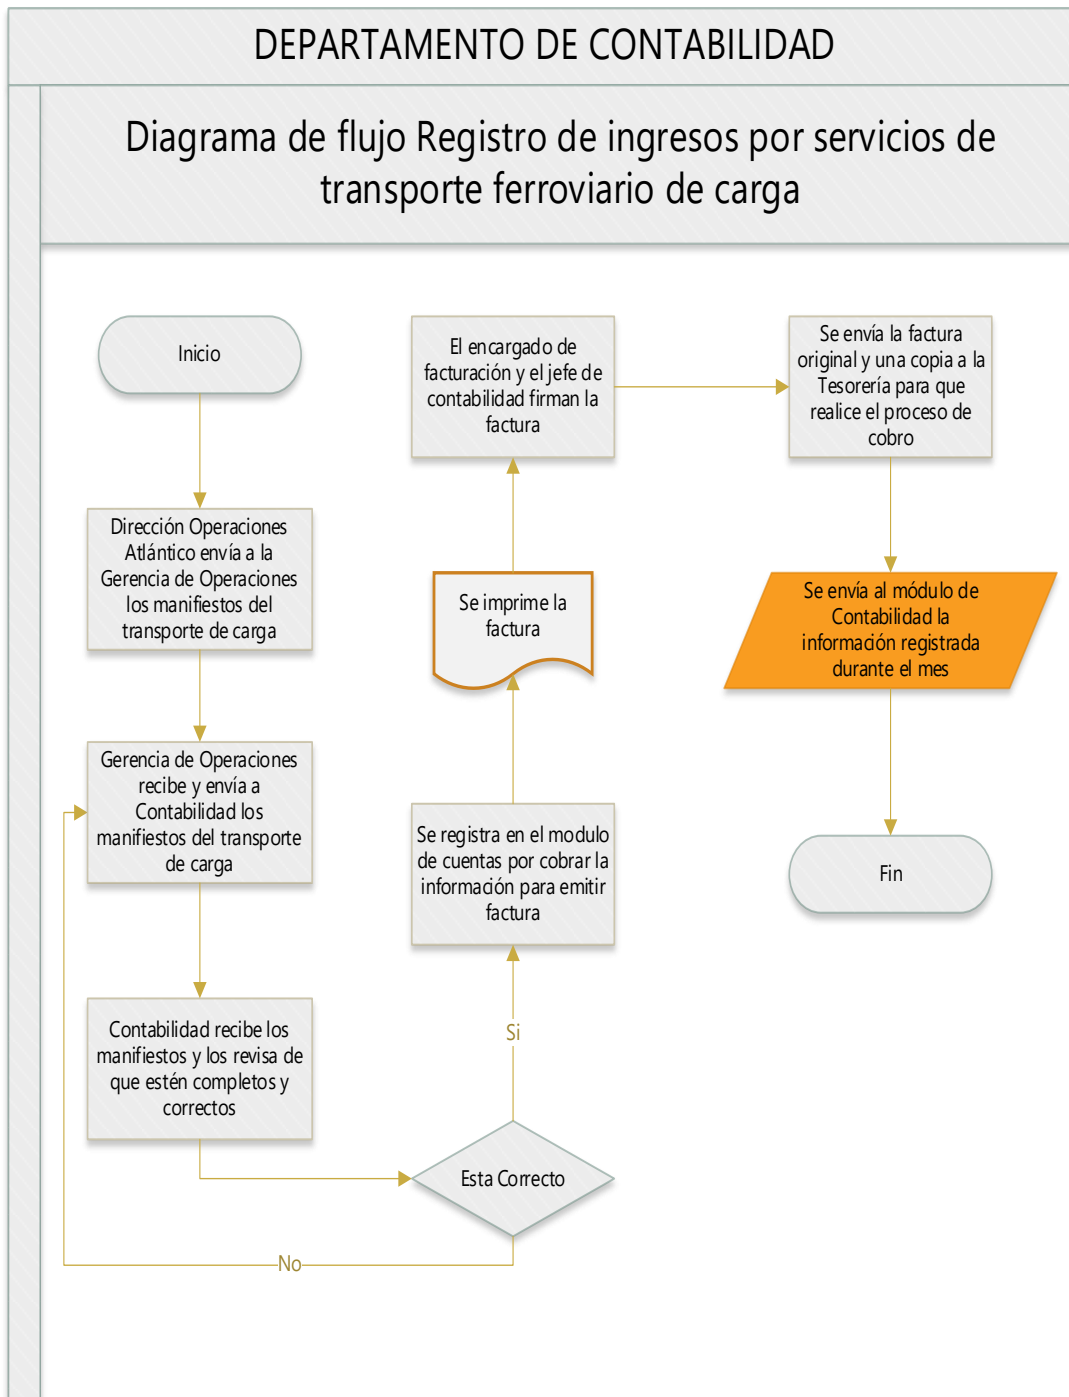 DEPARTAMENTO DE CONTABILIDAD
Diagrama de flujo Registro de ingresos por servicios de
transporte ferroviario de carga
Inicio
Dirección Operaciones
Atlántico envía a la
Gerencia de Operaciones
los manifiestos del
transporte de carga
Gerencia de Operaciones
recibe y envía a
Contabilidad los
manifiestos del transporte
de carga
Contabilidad recibe los
manifiestos y los revisa de
que estén completos y
correctos
Esta Correcto
No
Si
Se registra en el modulo
de cuentas por cobrar la
información para emitir
factura
Se imprime la
factura
El encargado de
facturación y el jefe de
contabilidad firman la
factura
Se envía la factura
original y una copia a la
Tesorería para que
realice el proceso de
cobro
Se envía al módulo de
Contabilidad la
información registrada
durante el mes
Fin